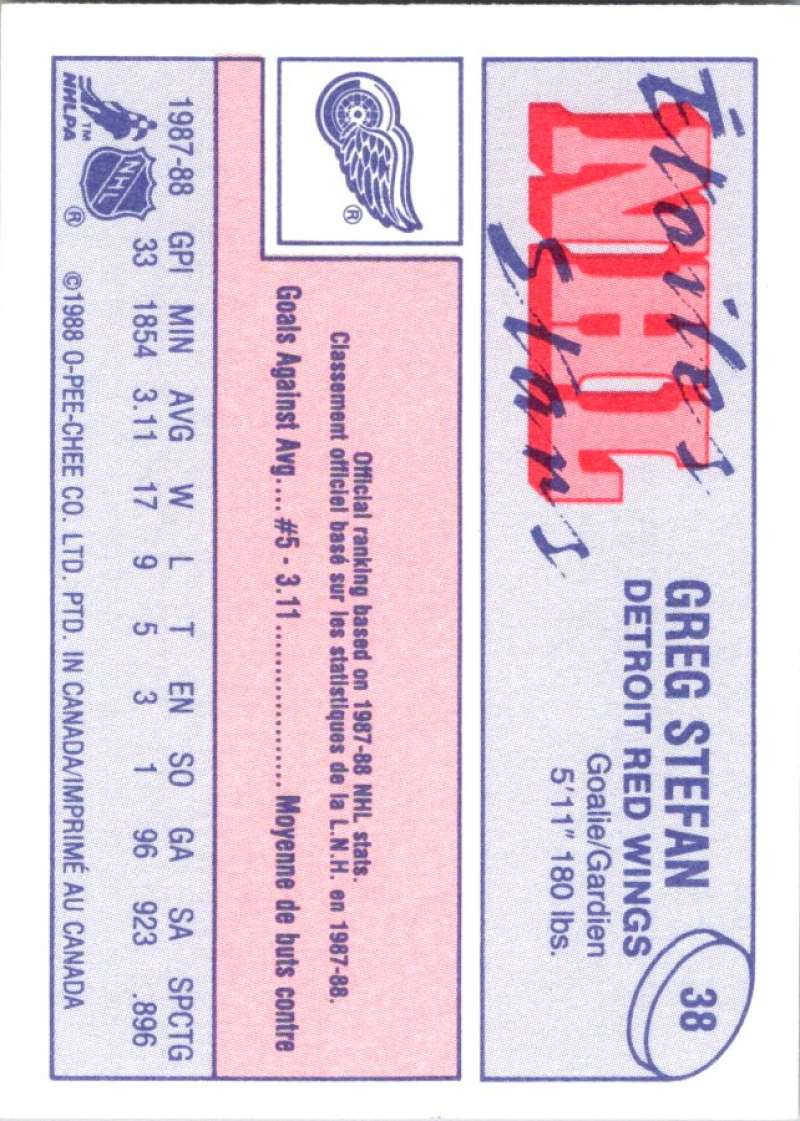 Étoiles
NHL
Stars
38
GREG STEFAN
DETROIT RED WINGS
Goalie/Gardien
5'11" 180 lbs.
®
Official ranking based on 1987-88 NHL stats.
Classement officiel basé sur les statistiques de la L.N.H. en 1987-88.
Goals Against Avg....#5 - 3.11................... Moyenne de buts contre
1987-88 GPI MIN AVG W L T EN SO GA SA SPCTG
33 1854 3.11 17 9 5 3 1 96 923 .896
TM
NHLPA
NHL
®
©1988 O-PEE-CHEE CO. LTD. PTD. IN CANADA/IMPRIMÉ AU CANADA